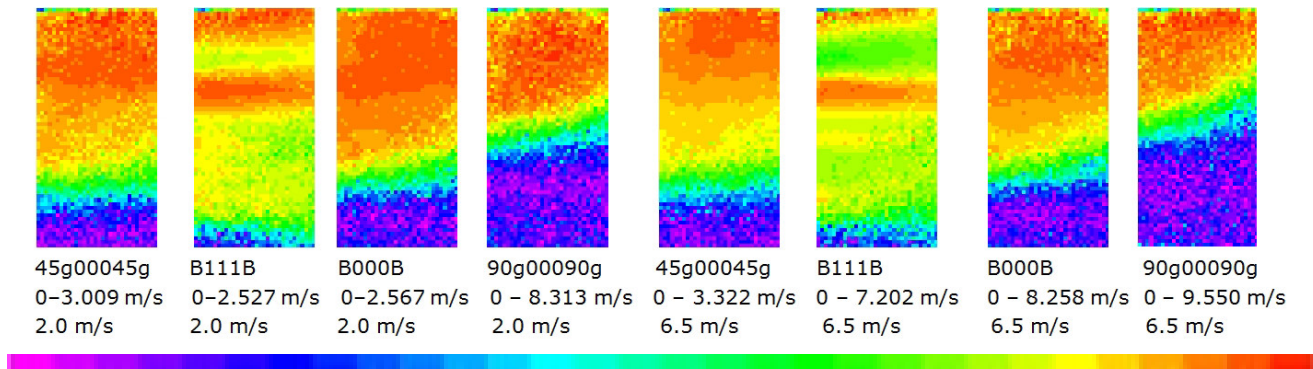 45g00045g B111B B000B 90g00090g 45g00045g B111B B000B 90g00090g
0–3.009 m/s 0–2.527 m/s 0–2.567 m/s 0 – 8.313 m/s 0 – 3.322 m/s 0 – 7.202 m/s 0 – 8.258 m/s 0 – 9.550 m/s
2.0 m/s 2.0 m/s 2.0 m/s 2.0 m/s 6.5 m/s 6.5 m/s 6.5 m/s 6.5 m/s